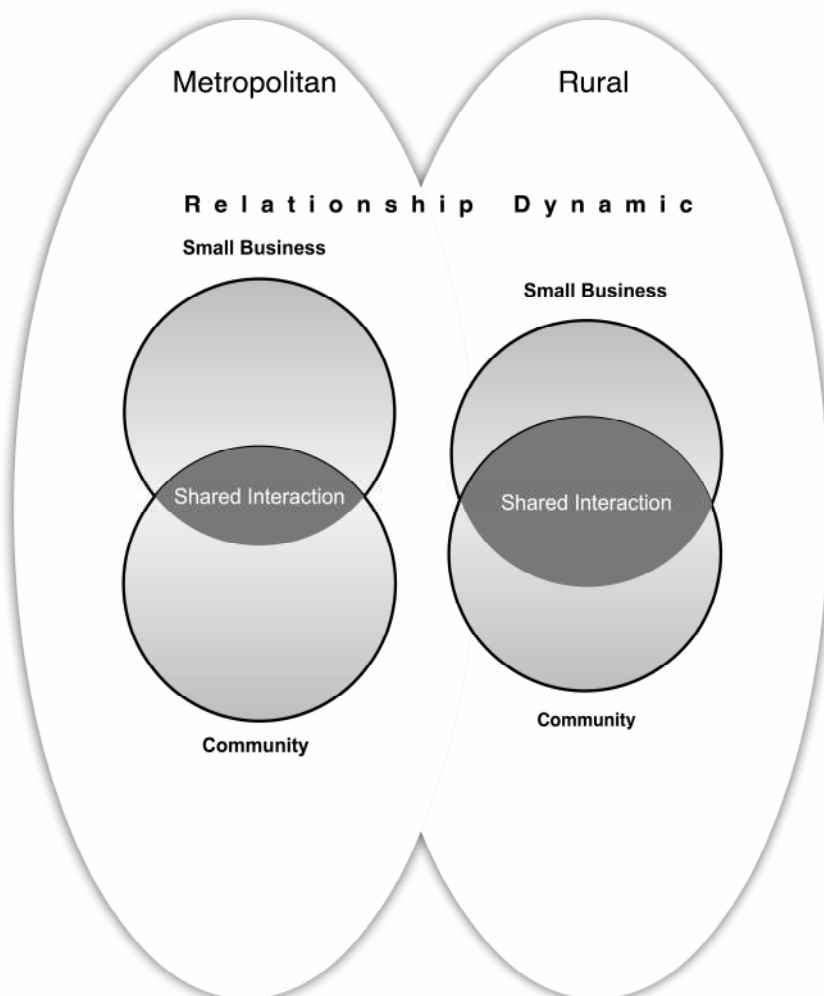 Metropolitan
Rural
Relationship Dynamic
Small Business
Small Business
Shared Interaction
Shared Interaction
Community
Community